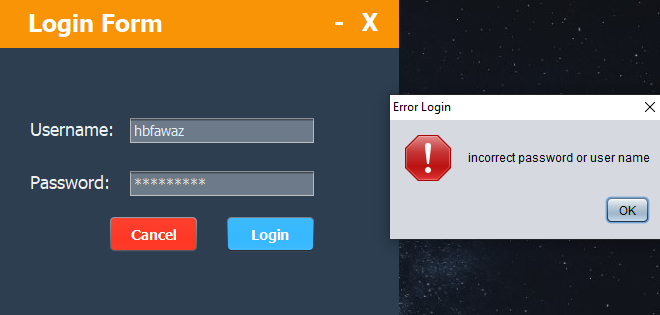 Login Form - X
Error Login
Username: hbfawaz
incorrect password or user name
Password: *********
OK
Cancel Login